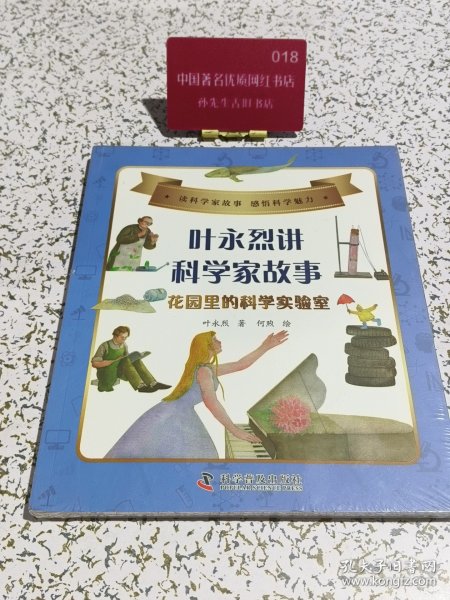 018
中国著名优质网红书店
孙先生古旧书店
读科学家故事 感悟科学魅力
叶永烈讲
科学家故事
花园里的科学实验室
叶永烈 著 何煦 绘
科学普及出版社
POPULAR SCIENCE PRESS
孔夫子旧书网
kongfz.com